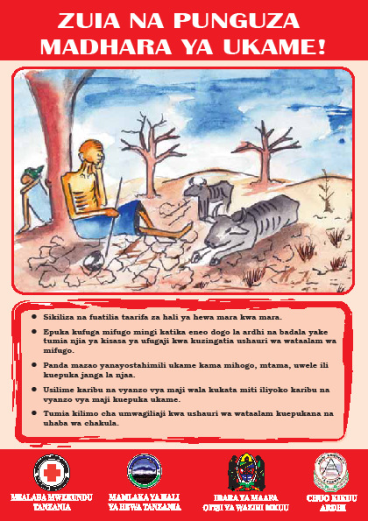 ZUIA NA PUNGUZA
MADHARA YA UKAME!
Sikiliza na fuatilia taarifa za hali ya hewa mara kwa mara.
Epuka kufuga mifugo mingi katika eneo dogo la ardhi na badala yake
tumia njia ya kisasa ya ufugaji kwa kuzingatia ushauri wa wataalam wa
mifugo.
Panda mazao yanayostahimili ukame kama mihogo, mtama, uwele ili
kuepuka janga la njaa.
Usilime karibu na vyanzo vya maji wala kukata miti iliyoko karibu na
vyanzo vya maji kuepuka ukame.
Tumia kilimo cha umwagiliaji kwa ushauri wa wataalam kuepukana na
uhaba wa chakula.
MSALABA MWEKUNDU
TANZANIA
MAMLAKA YA HALI
YA HEWA TANZANIA
IDARA YA MAAFA
OFISI YA WAZIRI MKUU
CHUO KIKUU
ARDHI